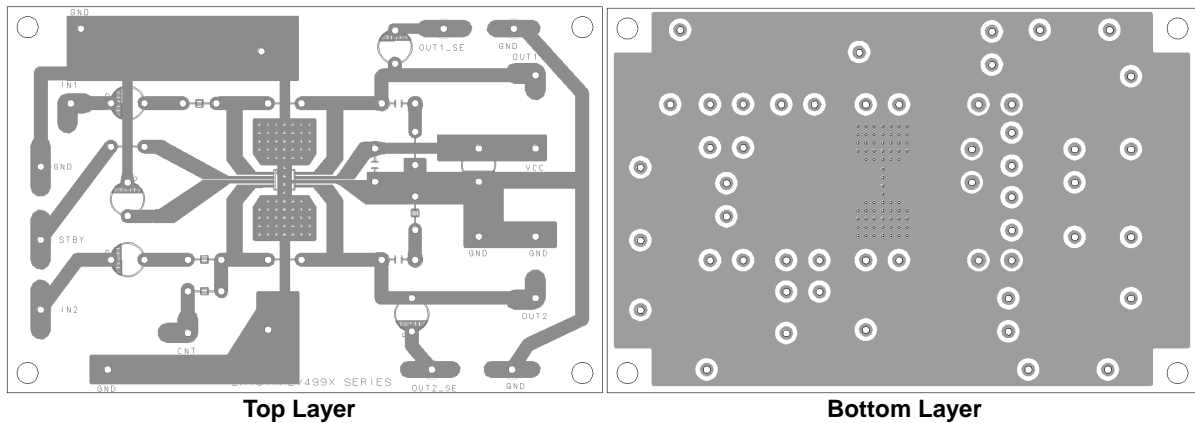 GND
OUT1_SE
GND
OUT1
IN1
GND
VCC
STBY
GND
GND
IN2
OUT2
CNT
GND
SERIES
OUT2_SE
GND
Top Layer
Bottom Layer